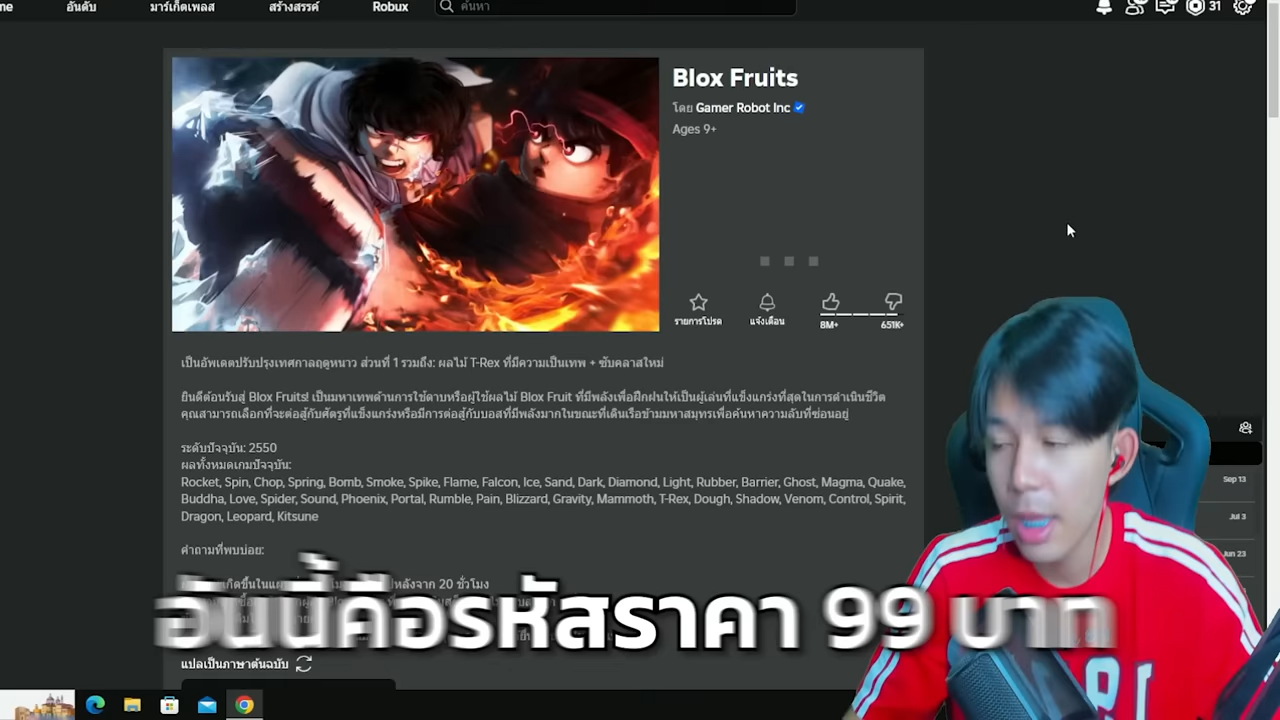 อันดับ
มาร์เก็ตเพลส
สร้างสรรค์
Robux
ค้นหา
31
Blox Fruits
โดย Gamer Robot Inc
Ages 9+
รายการโปรด
แจ้งเตือน
8M+
651K+
เป็นอัพเดตปรับปรุงเทศกาลฤดูหนาว ส่วนที่ 1 รวมถึง: ผลไม้ T-Rex ที่มีความเป็นเทพ + ซับคลาสใหม่
ยินดีต้อนรับสู่ Blox Fruits! เป็นมหาเทพด้านการใช้ดาบหรือผู้ใช้ผลไม้ Blox Fruit ที่มีพลังเพื่อฝึกฝนให้เป็นผู้เล่นที่แข็งแกร่งที่สุดในการดำเนินชีวิต
คุณสามารถเลือกที่จะต่อสู้กับศัตรูที่แข็งแกร่งหรือมีการต่อสู้กับบอสที่มีพลังมากในขณะที่เดินเรือข้ามมหาสมุทรเพื่อค้นหาความลับที่ซ่อนอยู่
ระดับปัจจุบัน: 2550
ผลทั้งหมดเกมปัจจุบัน:
Rocket, Spin, Chop, Spring, Bomb, Smoke, Spike, Flame, Falcon, Ice, Sand, Dark, Diamond, Light, Rubber, Barrier, Ghost, Magma, Quake,
Buddha, Love, Spider, Sound, Phoenix, Portal, Rumble, Pain, Blizzard, Gravity, Mammoth, T-Rex, Dough, Shadow, Venom, Control, Spirit,
Dragon, Leopard, Kitsune
คำถามที่พบบ่อย:
หลังจาก 20 ชั่วโมง
อันนี้คือรหัสราคา 99 บาท
แปลเป็นภาษาต้นฉบับ
Sep 13
Jul 3
Jun 23